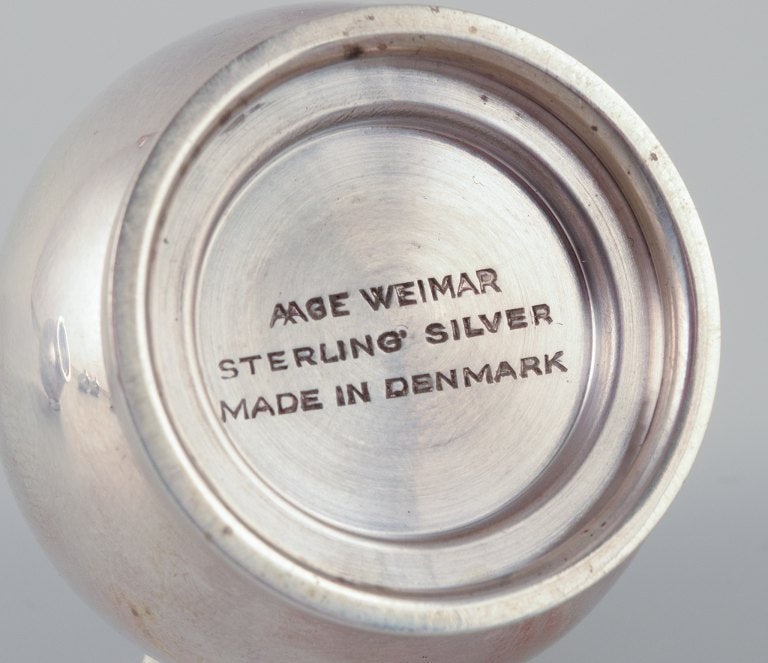 AAGE WEIMAR
STERLING SILVER
MADE IN DENMARK